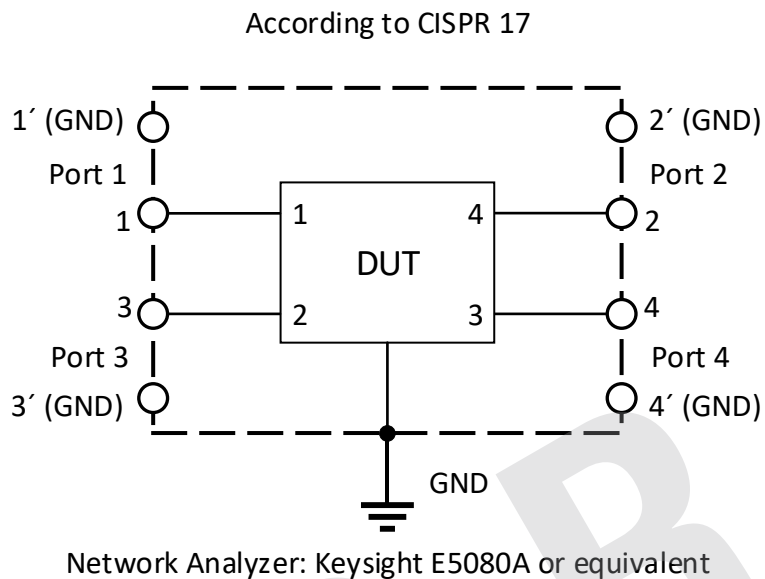 According to CISPR 17
1´ (GND)
2´ (GND)
Port 1
Port 2
1
1
4
2
DUT
3
2
3
4
Port 3
Port 4
3´ (GND)
4´ (GND)
GND
Network Analyzer: Keysight E5080A or equivalent